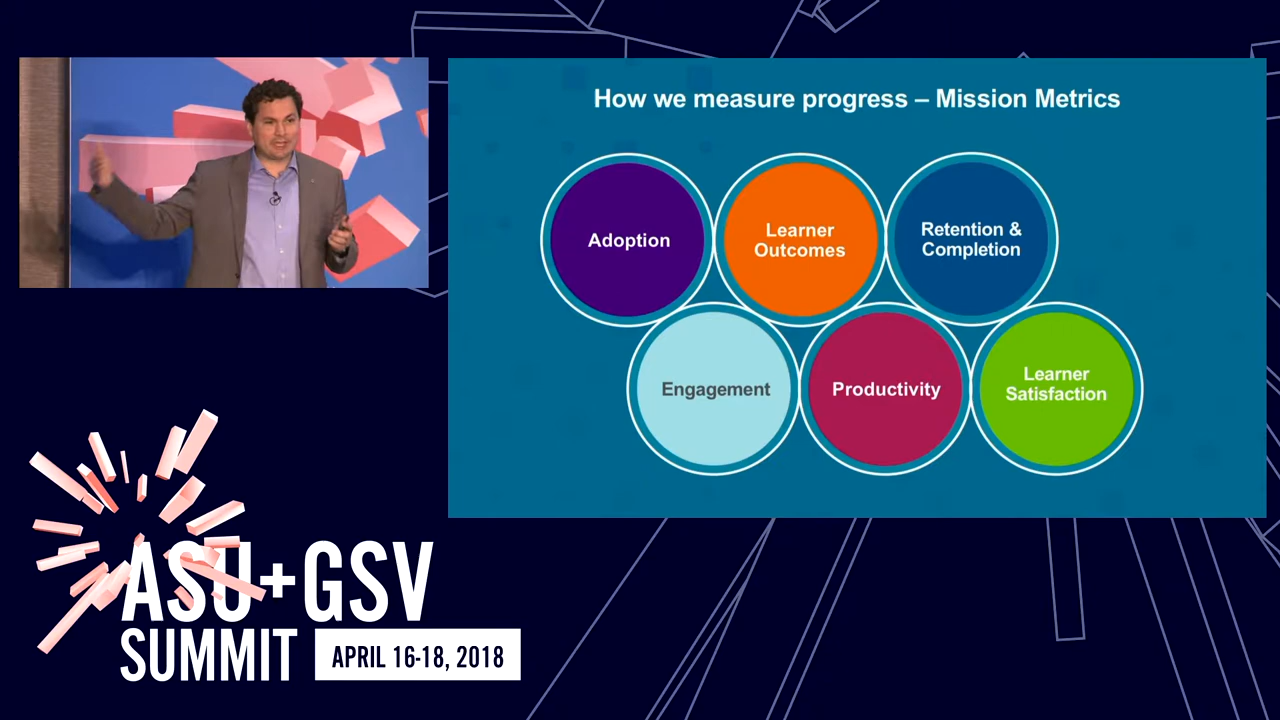 How we measure progress – Mission Metrics
Adoption
Learner
Outcomes
Retention &
Completion
Engagement
Productivity
Learner
Satisfaction
ASU+GSV
SUMMIT
APRIL 16-18, 2018